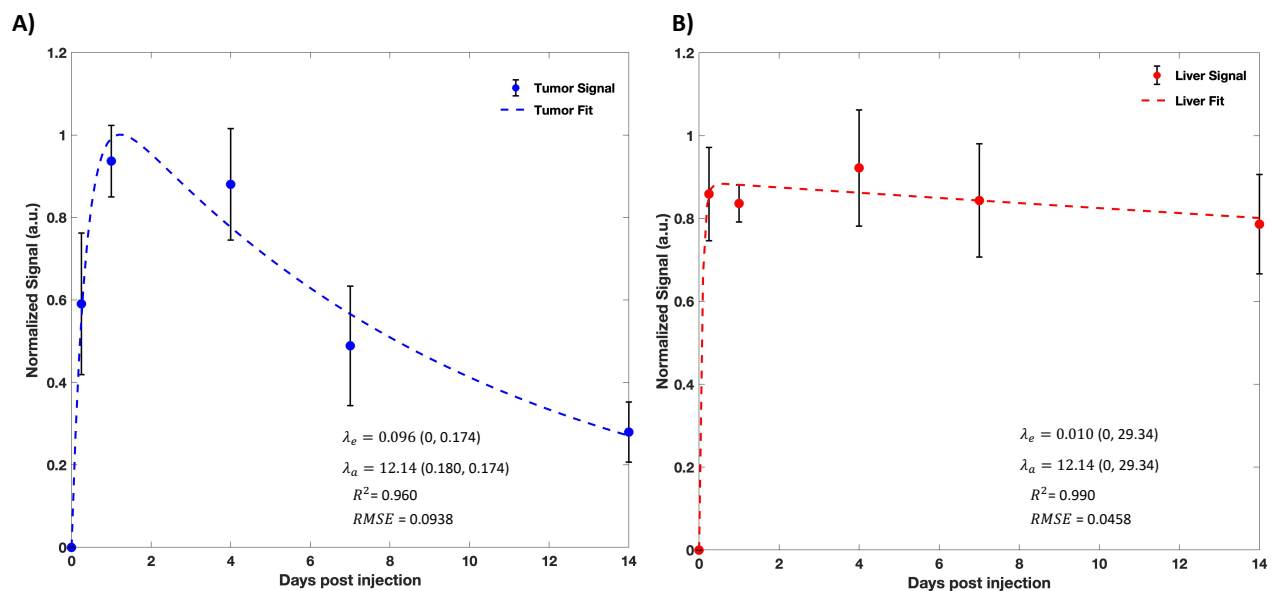 A)
1.2
1
0.8
0.6
0.4
0.2
0
Normalized Signal (a.u.)
Tumor Signal
Tumor Fit
λe = 0.096 (0, 0.174)
λa = 12.14 (0.180, 0.174)
R²= 0.960
RMSE = 0.0938
0 2 4 6 8 10 12 14
Days post injection
B)
1.2
1
0.8
0.6
0.4
0.2
0
Normalized Signal (a.u.)
Liver Signal
Liver Fit
λe = 0.010 (0, 29.34)
λa = 12.14 (0, 29.34)
R²= 0.990
RMSE = 0.0458
0 2 4 6 8 10 12 14
Days post injection